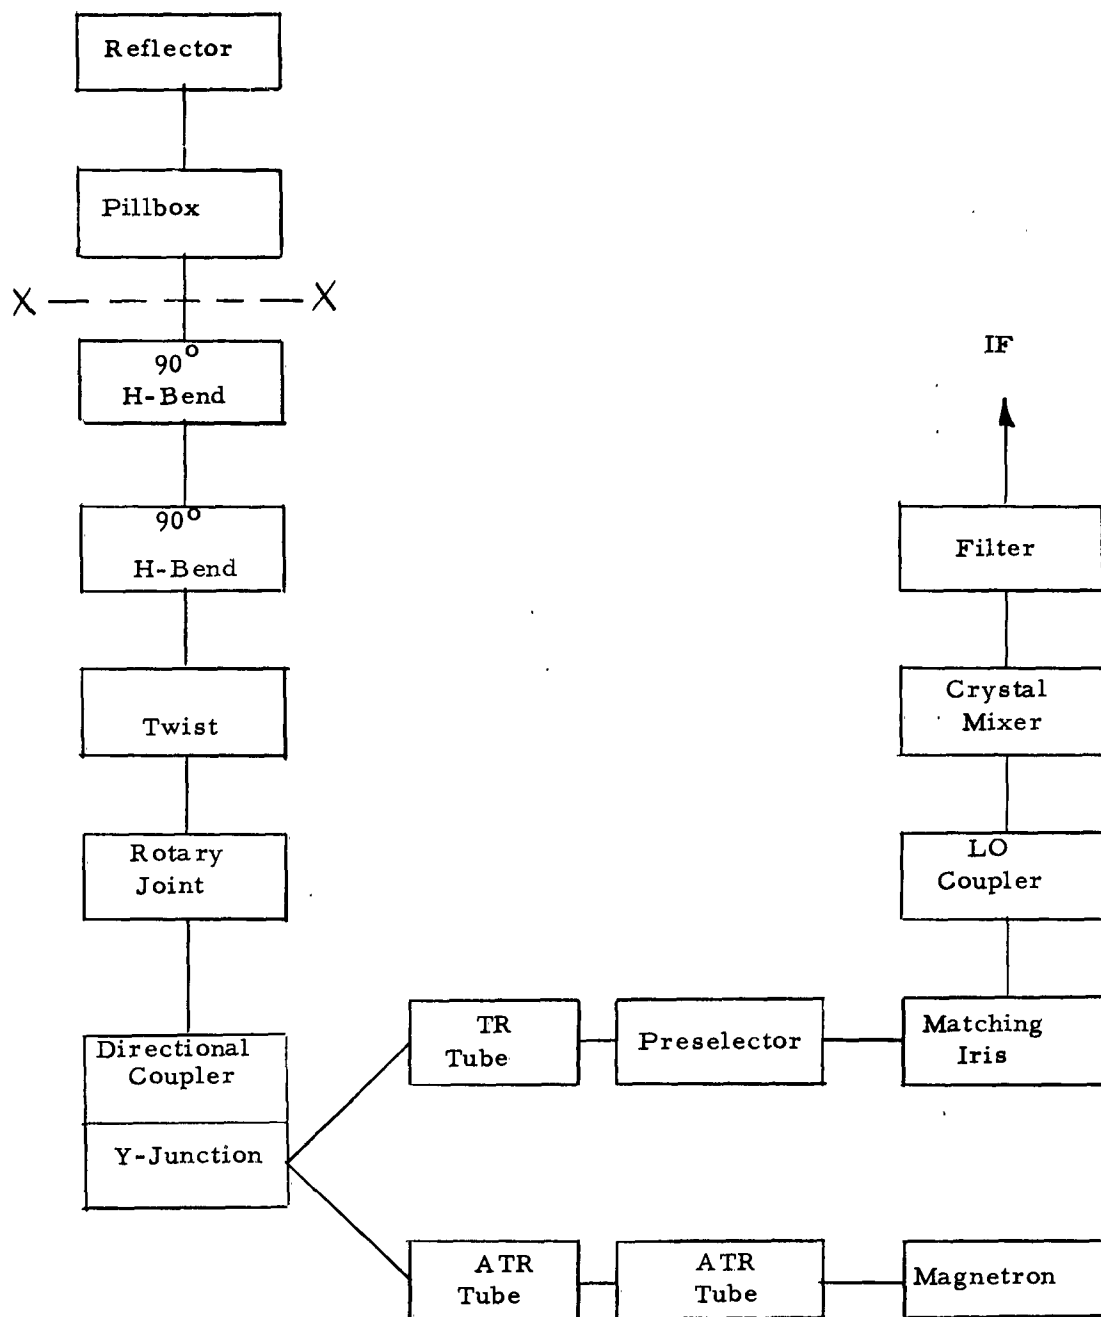 Reflector
Pillbox
X
X
90°
H-Bend
IF
90°
H-Bend
Filter
Twist
Crystal
Mixer
Rotary
Joint
LO
Coupler
Directional
Coupler
TR
Tube
Preselector
Matching
Iris
Y-Junction
ATR
Tube
ATR
Tube
Magnetron